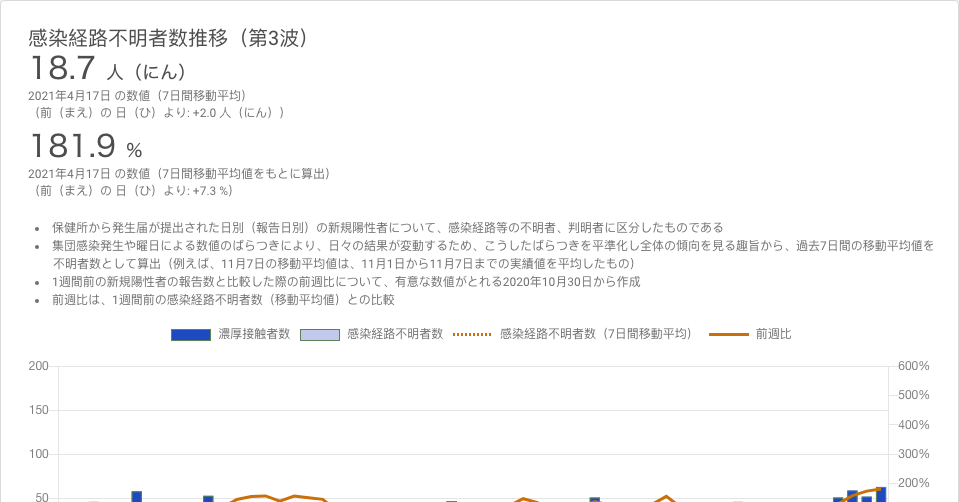 感染経路不明者数推移（第3波）
18.7 人（にん）
2021年4月17日 の数値（7日間移動平均）
（前（まえ）の 日（ひ）より: +2.0 人（にん））
181.9 %
2021年4月17日 の数値（7日間移動平均値をもとに算出）
（前（まえ）の 日（ひ）より: +7.3 %）
保健所から発生届が提出された日別（報告日別）の新規陽性者について、感染経路等の不明者、判明者に区分したものである
集団感染発生や曜日による数値のばらつきにより、日々の結果が変動するため、こうしたばらつきを平準化し全体の傾向を見る趣旨から、過去7日間の移動平均値を
不明者数として算出（例えば、11月7日の移動平均値は、11月1日から11月7日までの実績値を平均したもの）
1週間前の新規陽性者の報告数と比較した際の前週比について、有意な数値がとれる2020年10月30日から作成
前週比は、1週間前の感染経路不明者数（移動平均値）との比較
濃厚接触者数 感染経路不明者数 感染経路不明者数（7日間移動平均） 前週比
200 600%
500%
150
400%
100 300%
200%
50